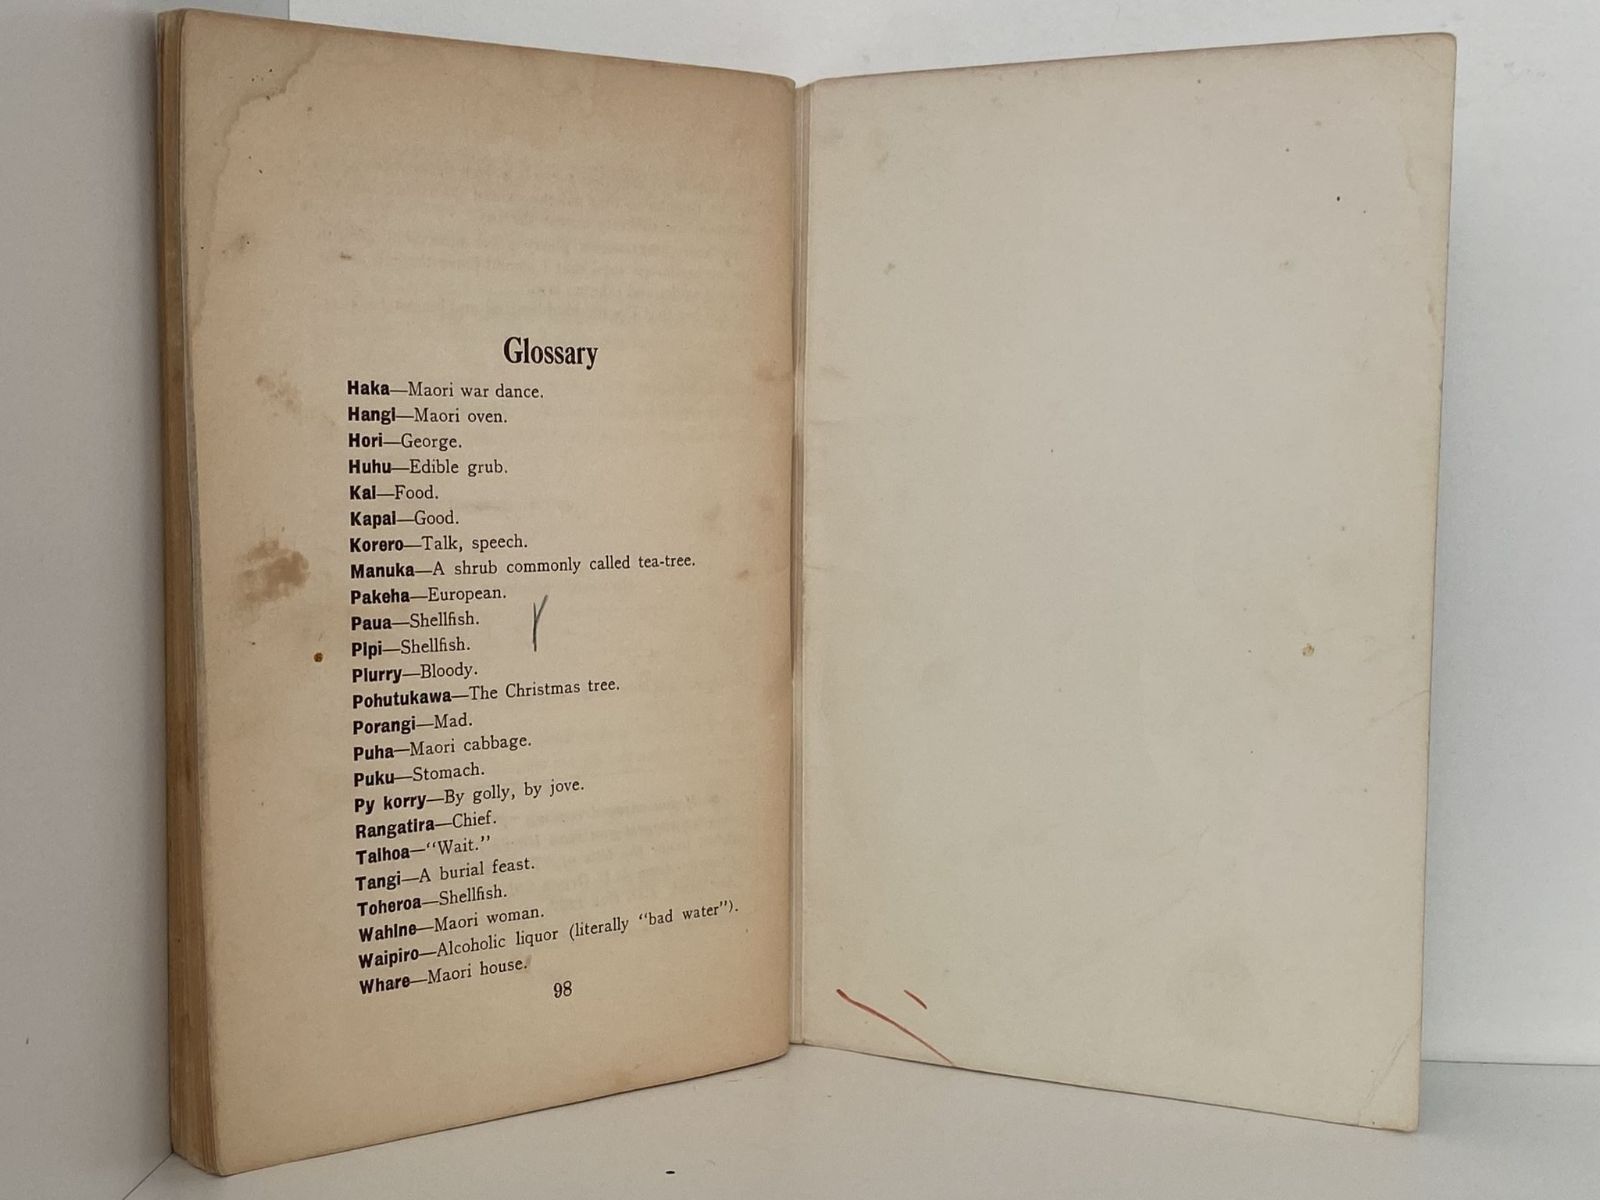 Glossary
Haka—Maori war dance.
Hangi—Maori oven.
Hori—George.
Huhu—Edible grub.
Kai—Food.
Kapai—Good.
Korero—Talk, speech.
Manuka—A shrub commonly called tea-tree.
Pakeha—European.
Paua—Shellfish.
Pipi—Shellfish.
Plurry—Bloody.
Pohutukawa—The Christmas tree.
Porangi—Mad.
Puha—Maori cabbage.
Puku—Stomach.
Py korry—By golly, by jove.
Rangatira—Chief.
Taihoa—“Wait.”
Tangi—A burial feast.
Toheroa—Shellfish.
Wahine—Maori woman.
Waipiro—Alcoholic liquor (literally “bad water”).
Whare—Maori house.
98